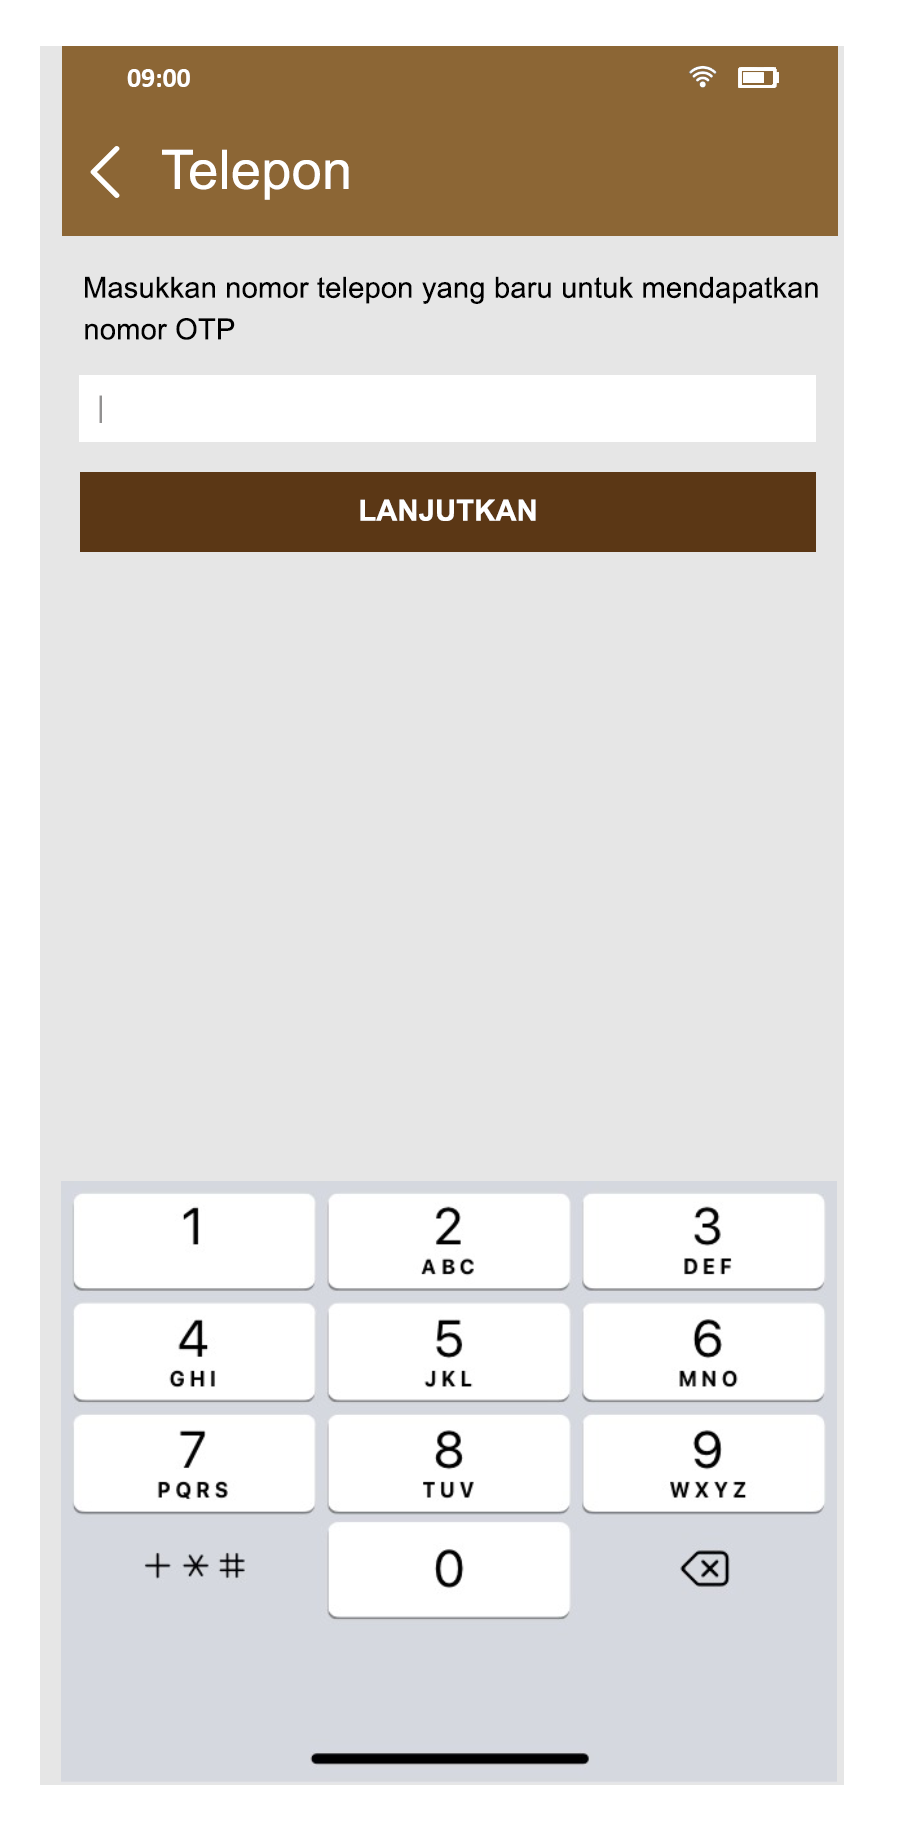 09:00
Telepon
Masukkan nomor telepon yang baru untuk mendapatkan
nomor OTP
LANJUTKAN
1 2 3
ABC DEF
4 5 6
GHI JKL MNO
7 8 9
PQRS TUV WXYZ
+ * # 0